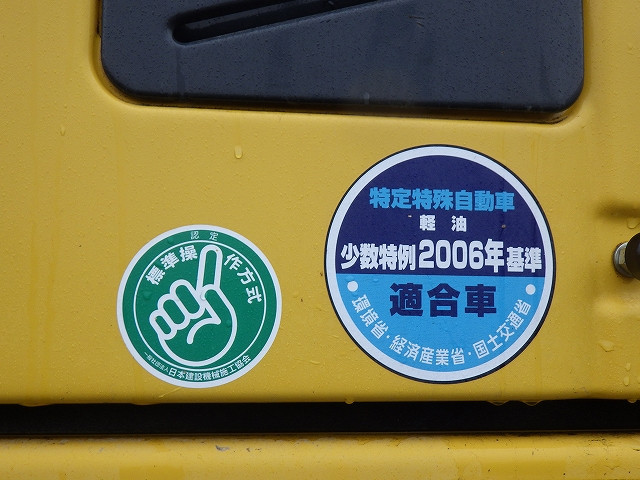 認定
標準操作方式
一般社団法人日本建設機械施工協会
特定特殊自動車
軽油
少数特例2006年基準
適合車
環境省・経済産業省・国土交通省